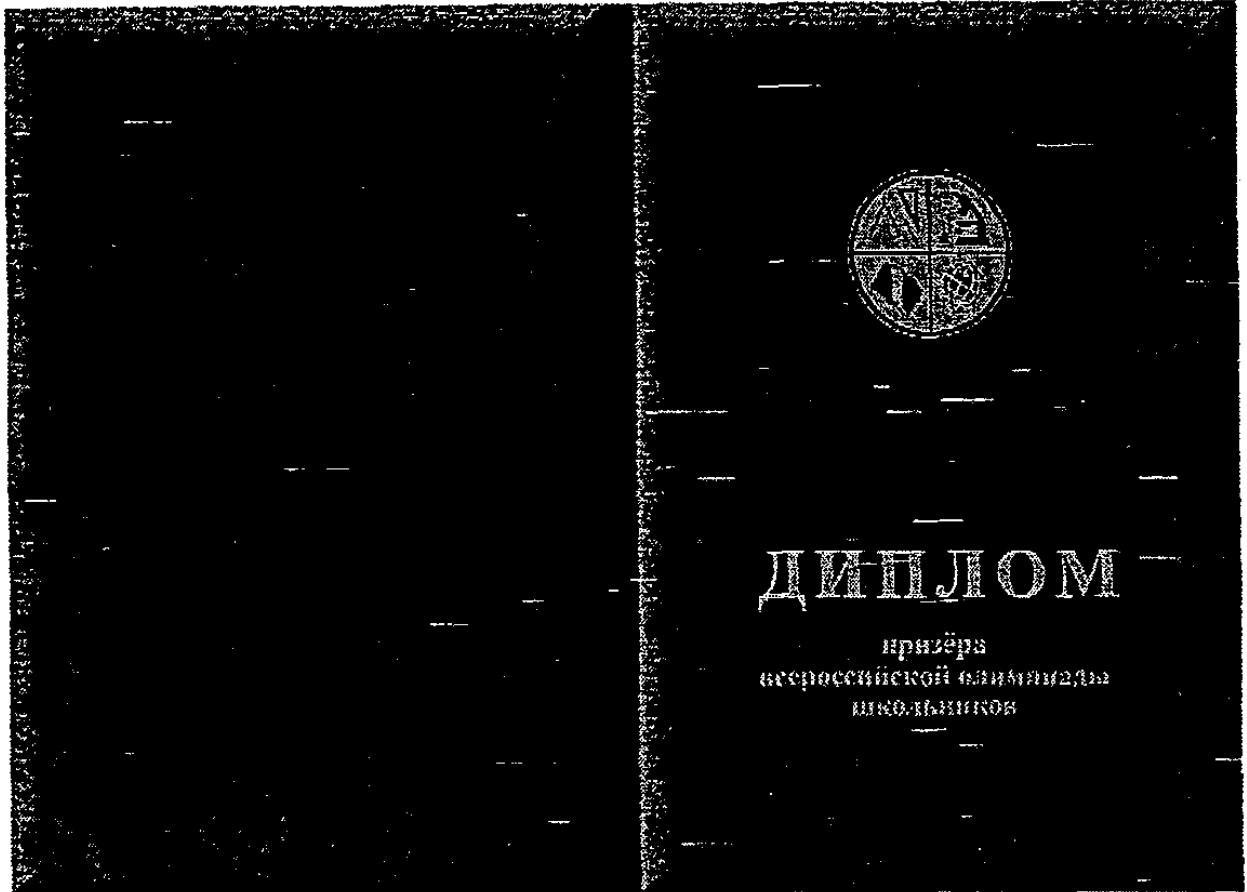 ДИПЛОМ
призёра
всероссийской олимпиады
школьников